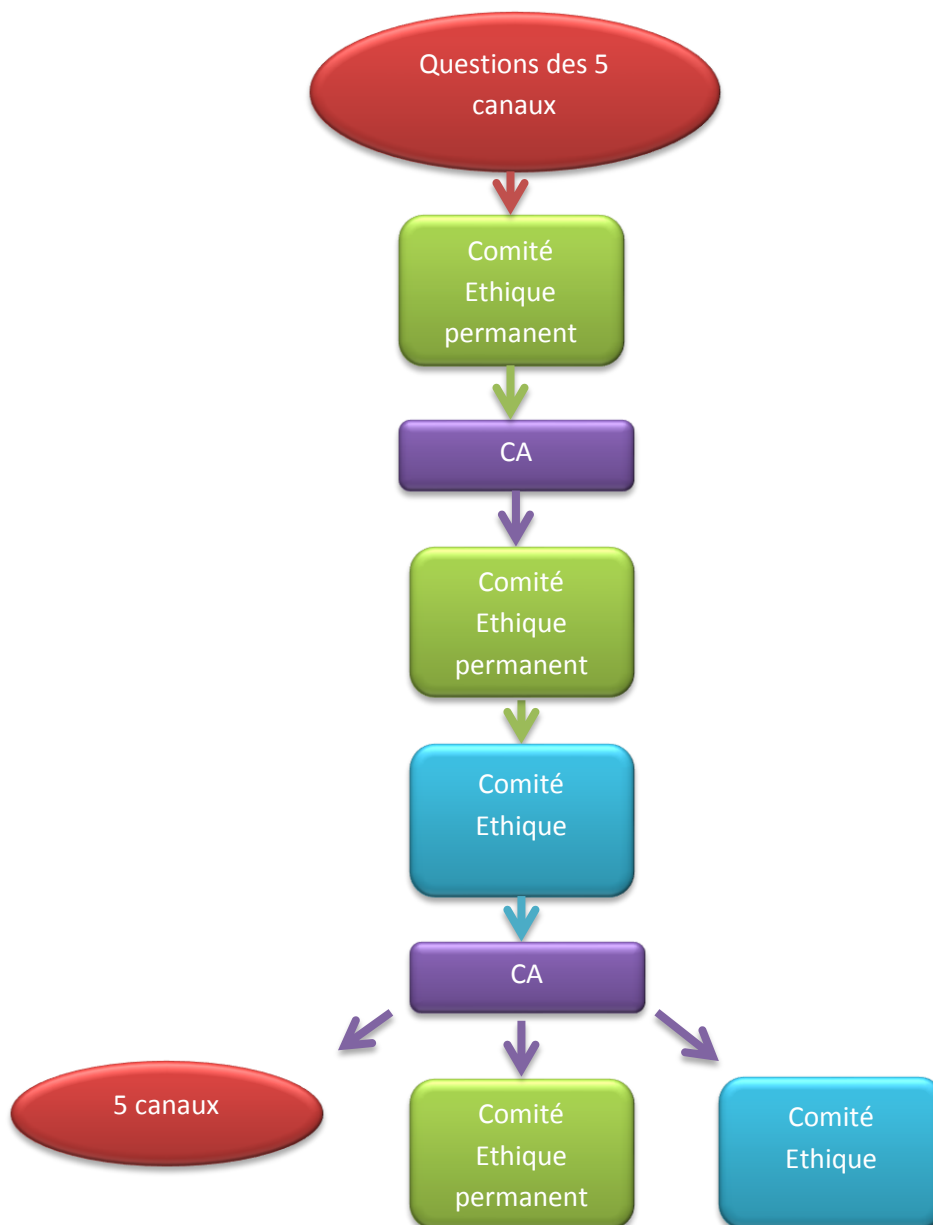 Questions des 5
canaux
Comité
Ethique
permanent
CA
Comité
Ethique
permanent
Comité
Ethique
CA
5 canaux
Comité
Ethique
permanent
Comité
Ethique